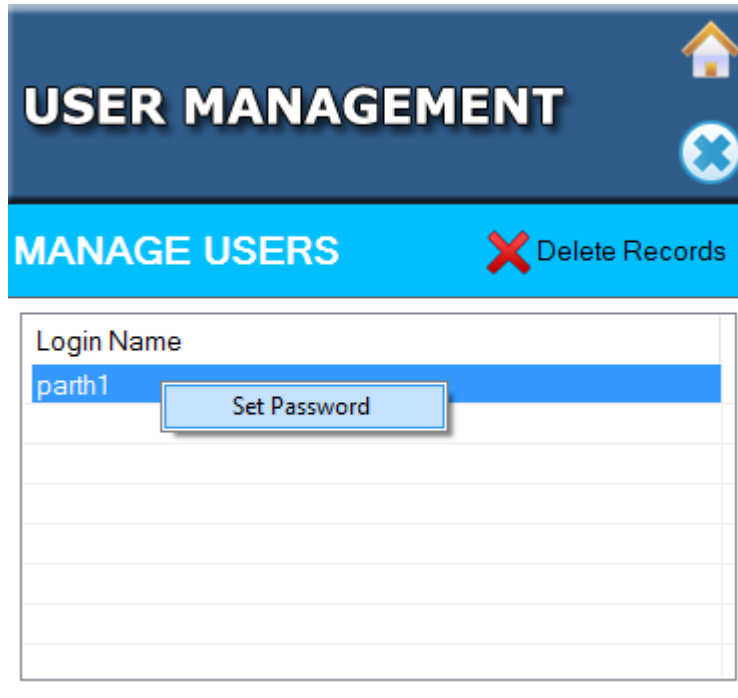 USER MANAGEMENT
MANAGE USERS
Delete Records
Login Name
parth1
Set Password